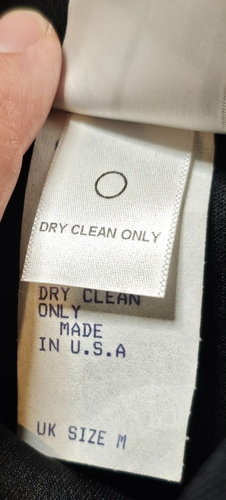 DRY CLEAN ONLY
DRY CLEAN
ONLY
MADE
IN U.S.A
UK SIZE M